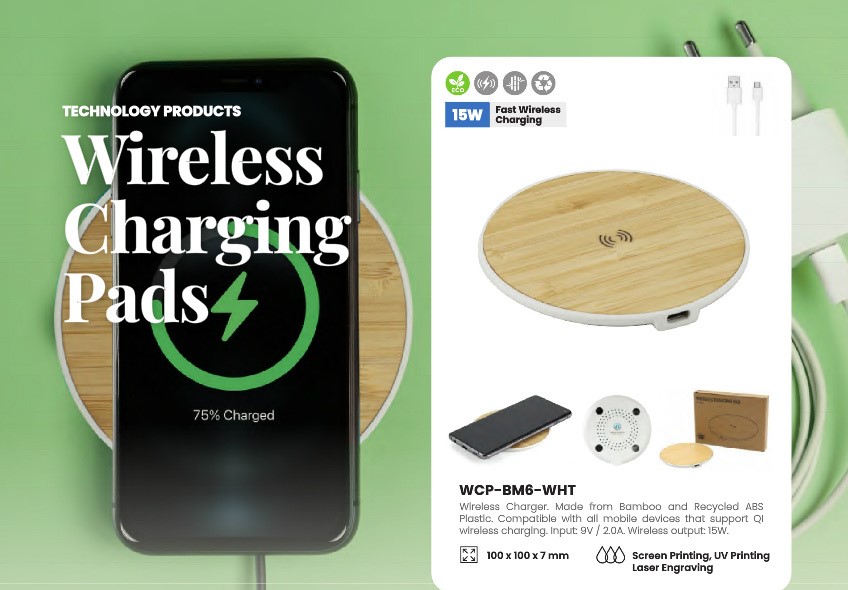 TECHNOLOGY PRODUCTS
Wireless
Charging
Pads
75% Charged
ECO
15W
Fast Wireless
Charging
WCP-BM6-WHT
Wireless Charger. Made from Bamboo and Recycled ABS
Plastic. Compatible with all mobile devices that support QI
wireless charging. Input: 9V / 2.0A. Wireless output: 15W.
100 x 100 x 7 mm
Screen Printing, UV Printing
Laser Engraving